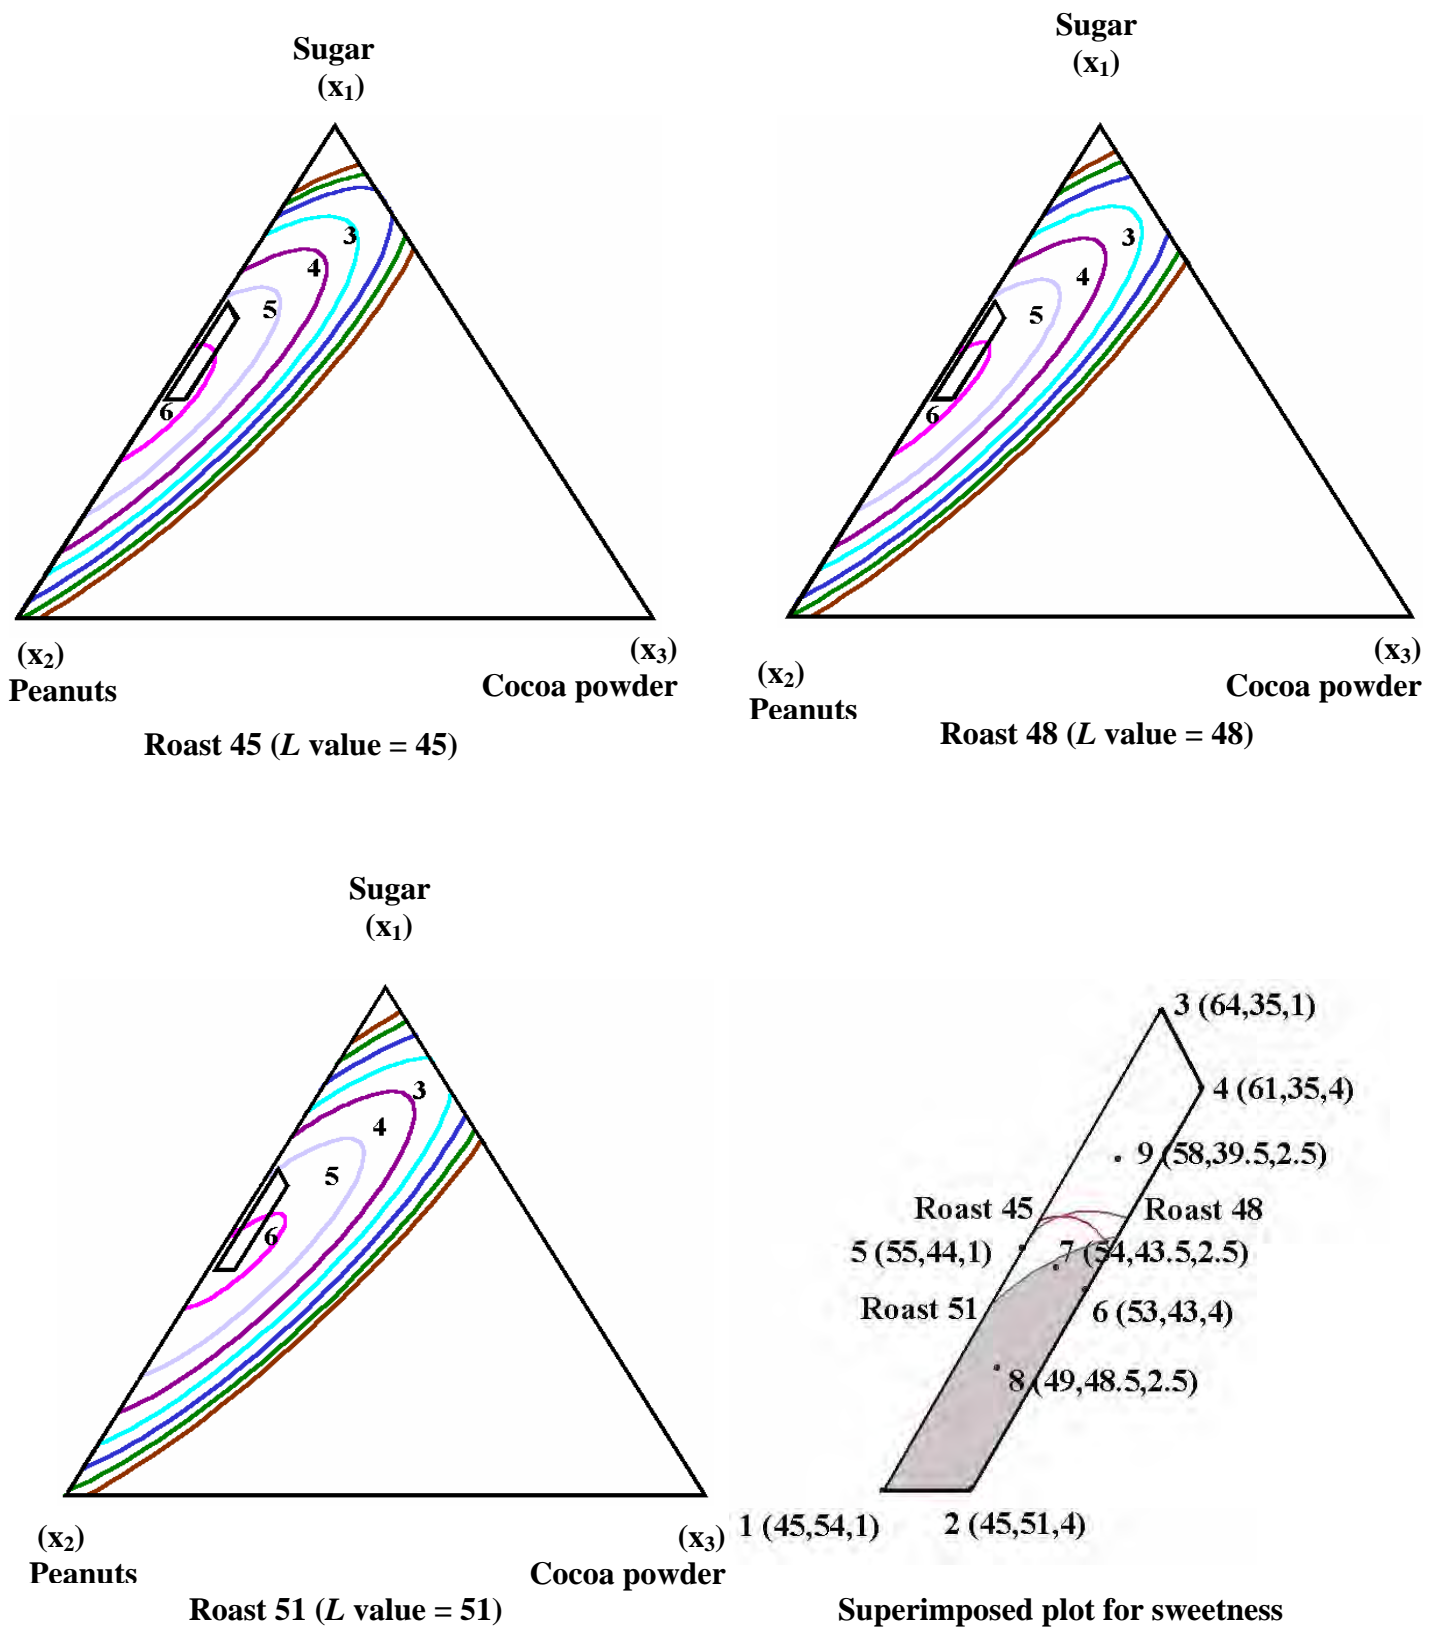 Sugar
(x₁)
3
4
5
6
(x₂)
Peanuts
(x₃)
Cocoa powder
Roast 45 (L value = 45)
Sugar
(x₁)
3
4
5
6
(x₂)
Peanuts
(x₃)
Cocoa powder
Roast 48 (L value = 48)
Sugar
(x₁)
3
4
5
6
(x₂)
Peanuts
(x₃)
Cocoa powder
Roast 51 (L value = 51)
3 (64,35,1)
4 (61,35,4)
9 (58,39.5,2.5)
Roast 45
Roast 48
5 (55,44,1)
7 (54,43.5,2.5)
Roast 51
6 (53,43,4)
8 (49,48.5,2.5)
1 (45,54,1)
2 (45,51,4)
Superimposed plot for sweetness